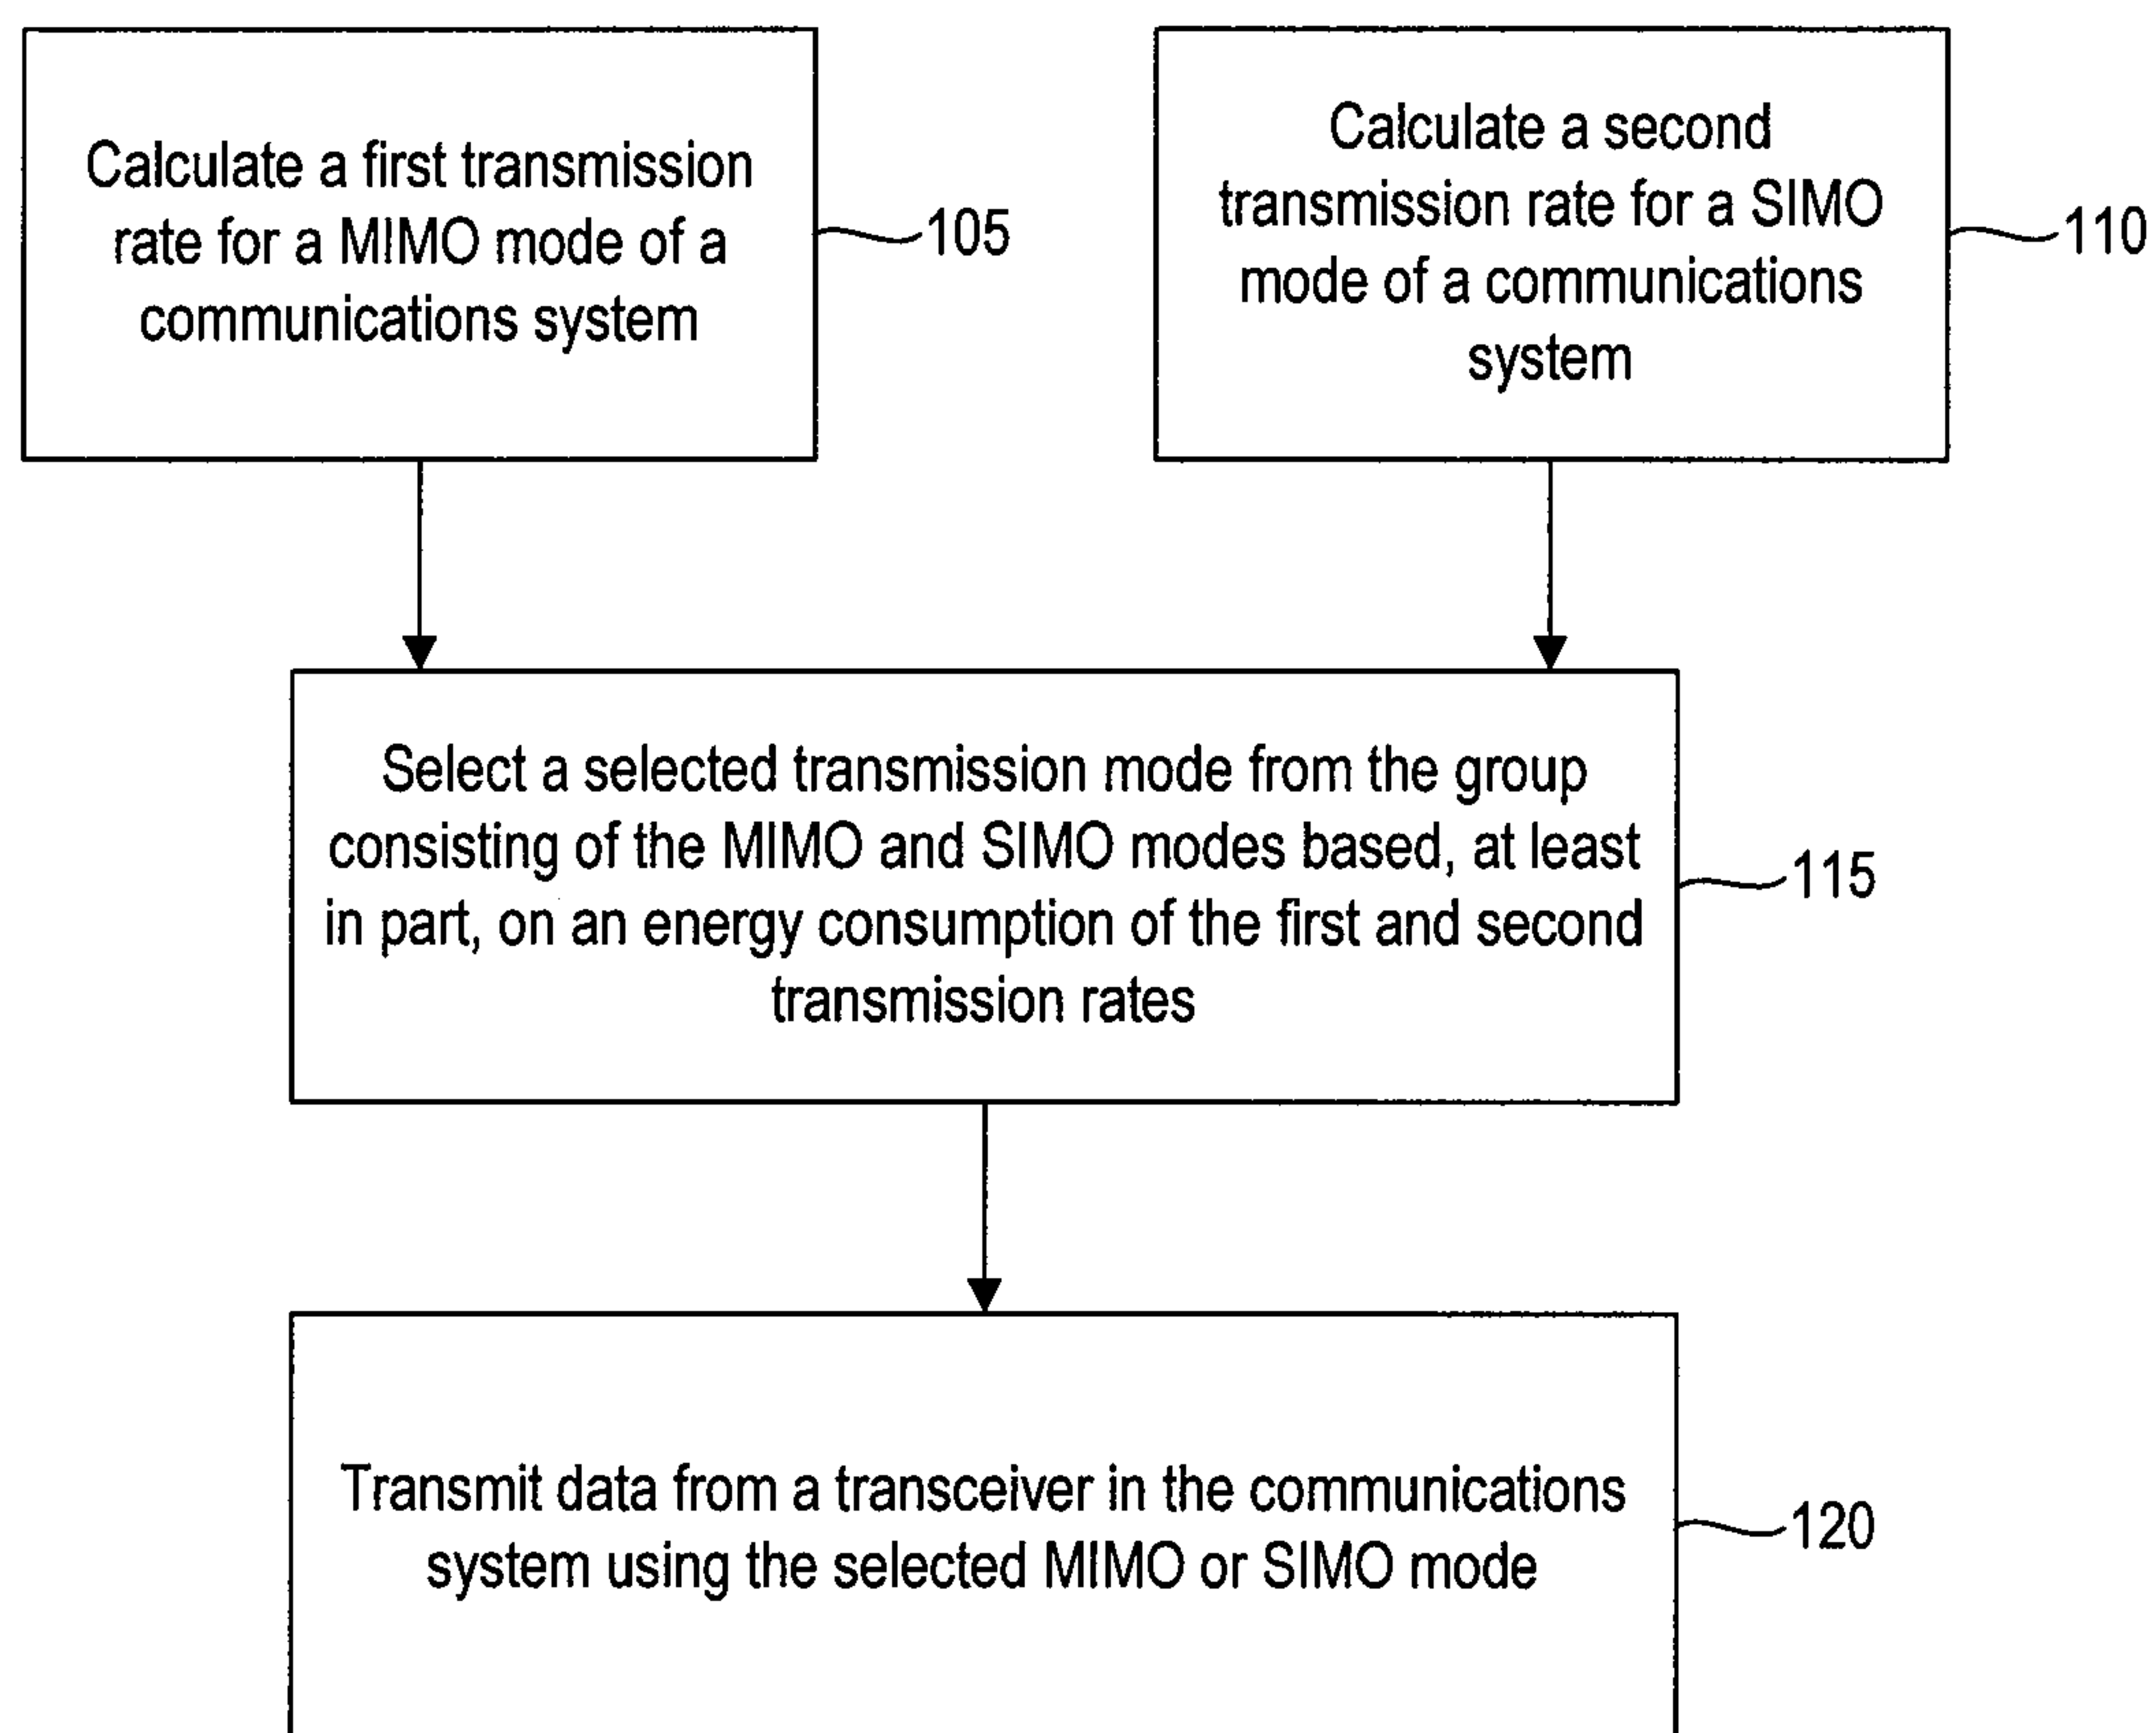 Calculate a first transmission
rate for a MIMO mode of a
communications system
105
Calculate a second
transmission rate for a SIMO
mode of a communications
system
110
Select a selected transmission mode from the group
consisting of the MIMO and SIMO modes based, at least
in part, on an energy consumption of the first and second
transmission rates
115
Transmit data from a transceiver in the communications
system using the selected MIMO or SIMO mode
120